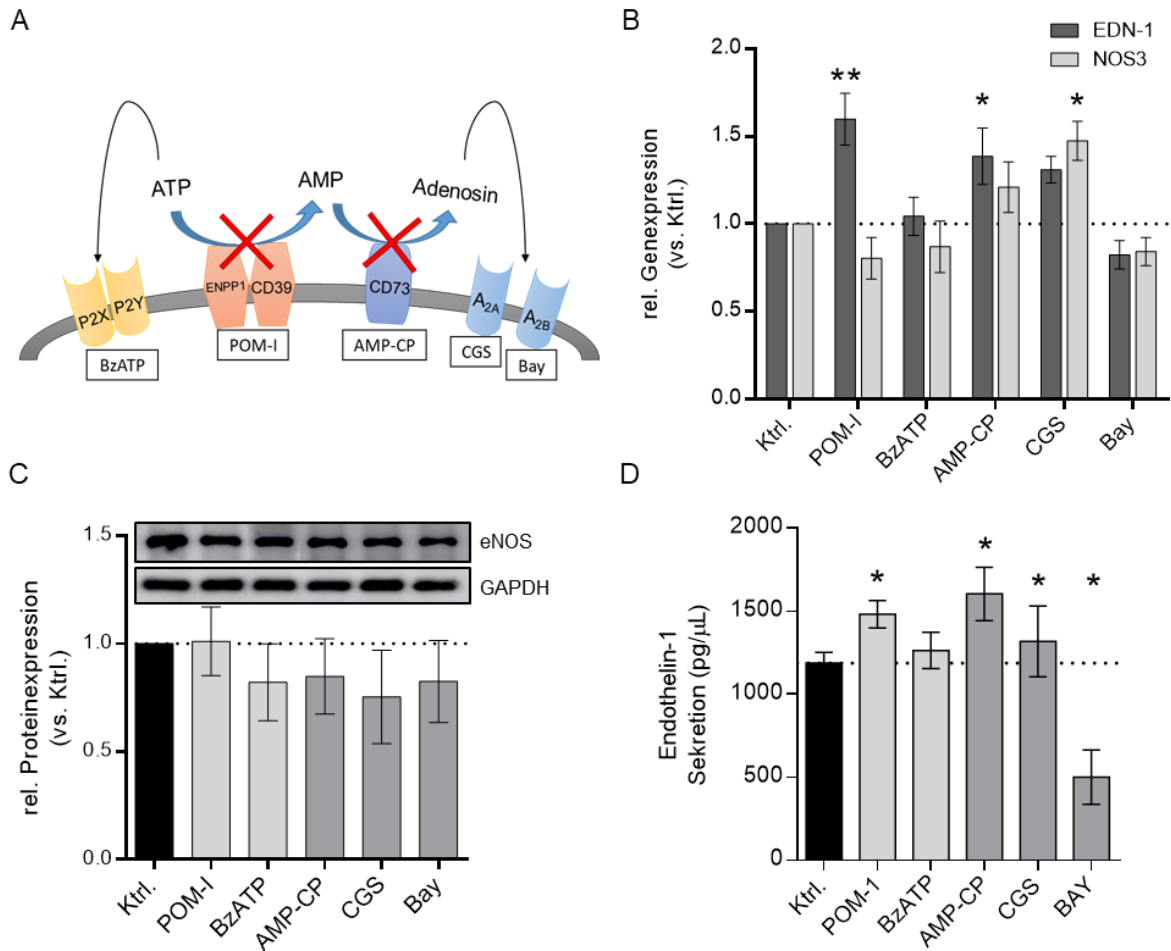 A
ATP
AMP
Adenosin
P2X
P2Y
ENPP1
CD39
CD73
A2A
A2B
BzATP
POM-I
AMP-CP
CGS
Bay
B
EDN-1
NOS3
rel. Genexpression
(vs. Ktrl.)
2.0
1.5
1.0
0.5
0.0
**
*
*
Ktrl.
POM-I
BzATP
AMP-CP
CGS
Bay
C
rel. Proteinexpression
(vs. Ktrl.)
1.5
1.0
0.5
0.0
eNOS
GAPDH
Ktrl.
POM-I
BzATP
AMP-CP
CGS
Bay
D
Endothelin-1
Sekretion (pg/µL)
2000
1500
1000
500
0
*
*
*
*
Ktrl.
POM-1
BzATP
AMP-CP
CGS
BAY